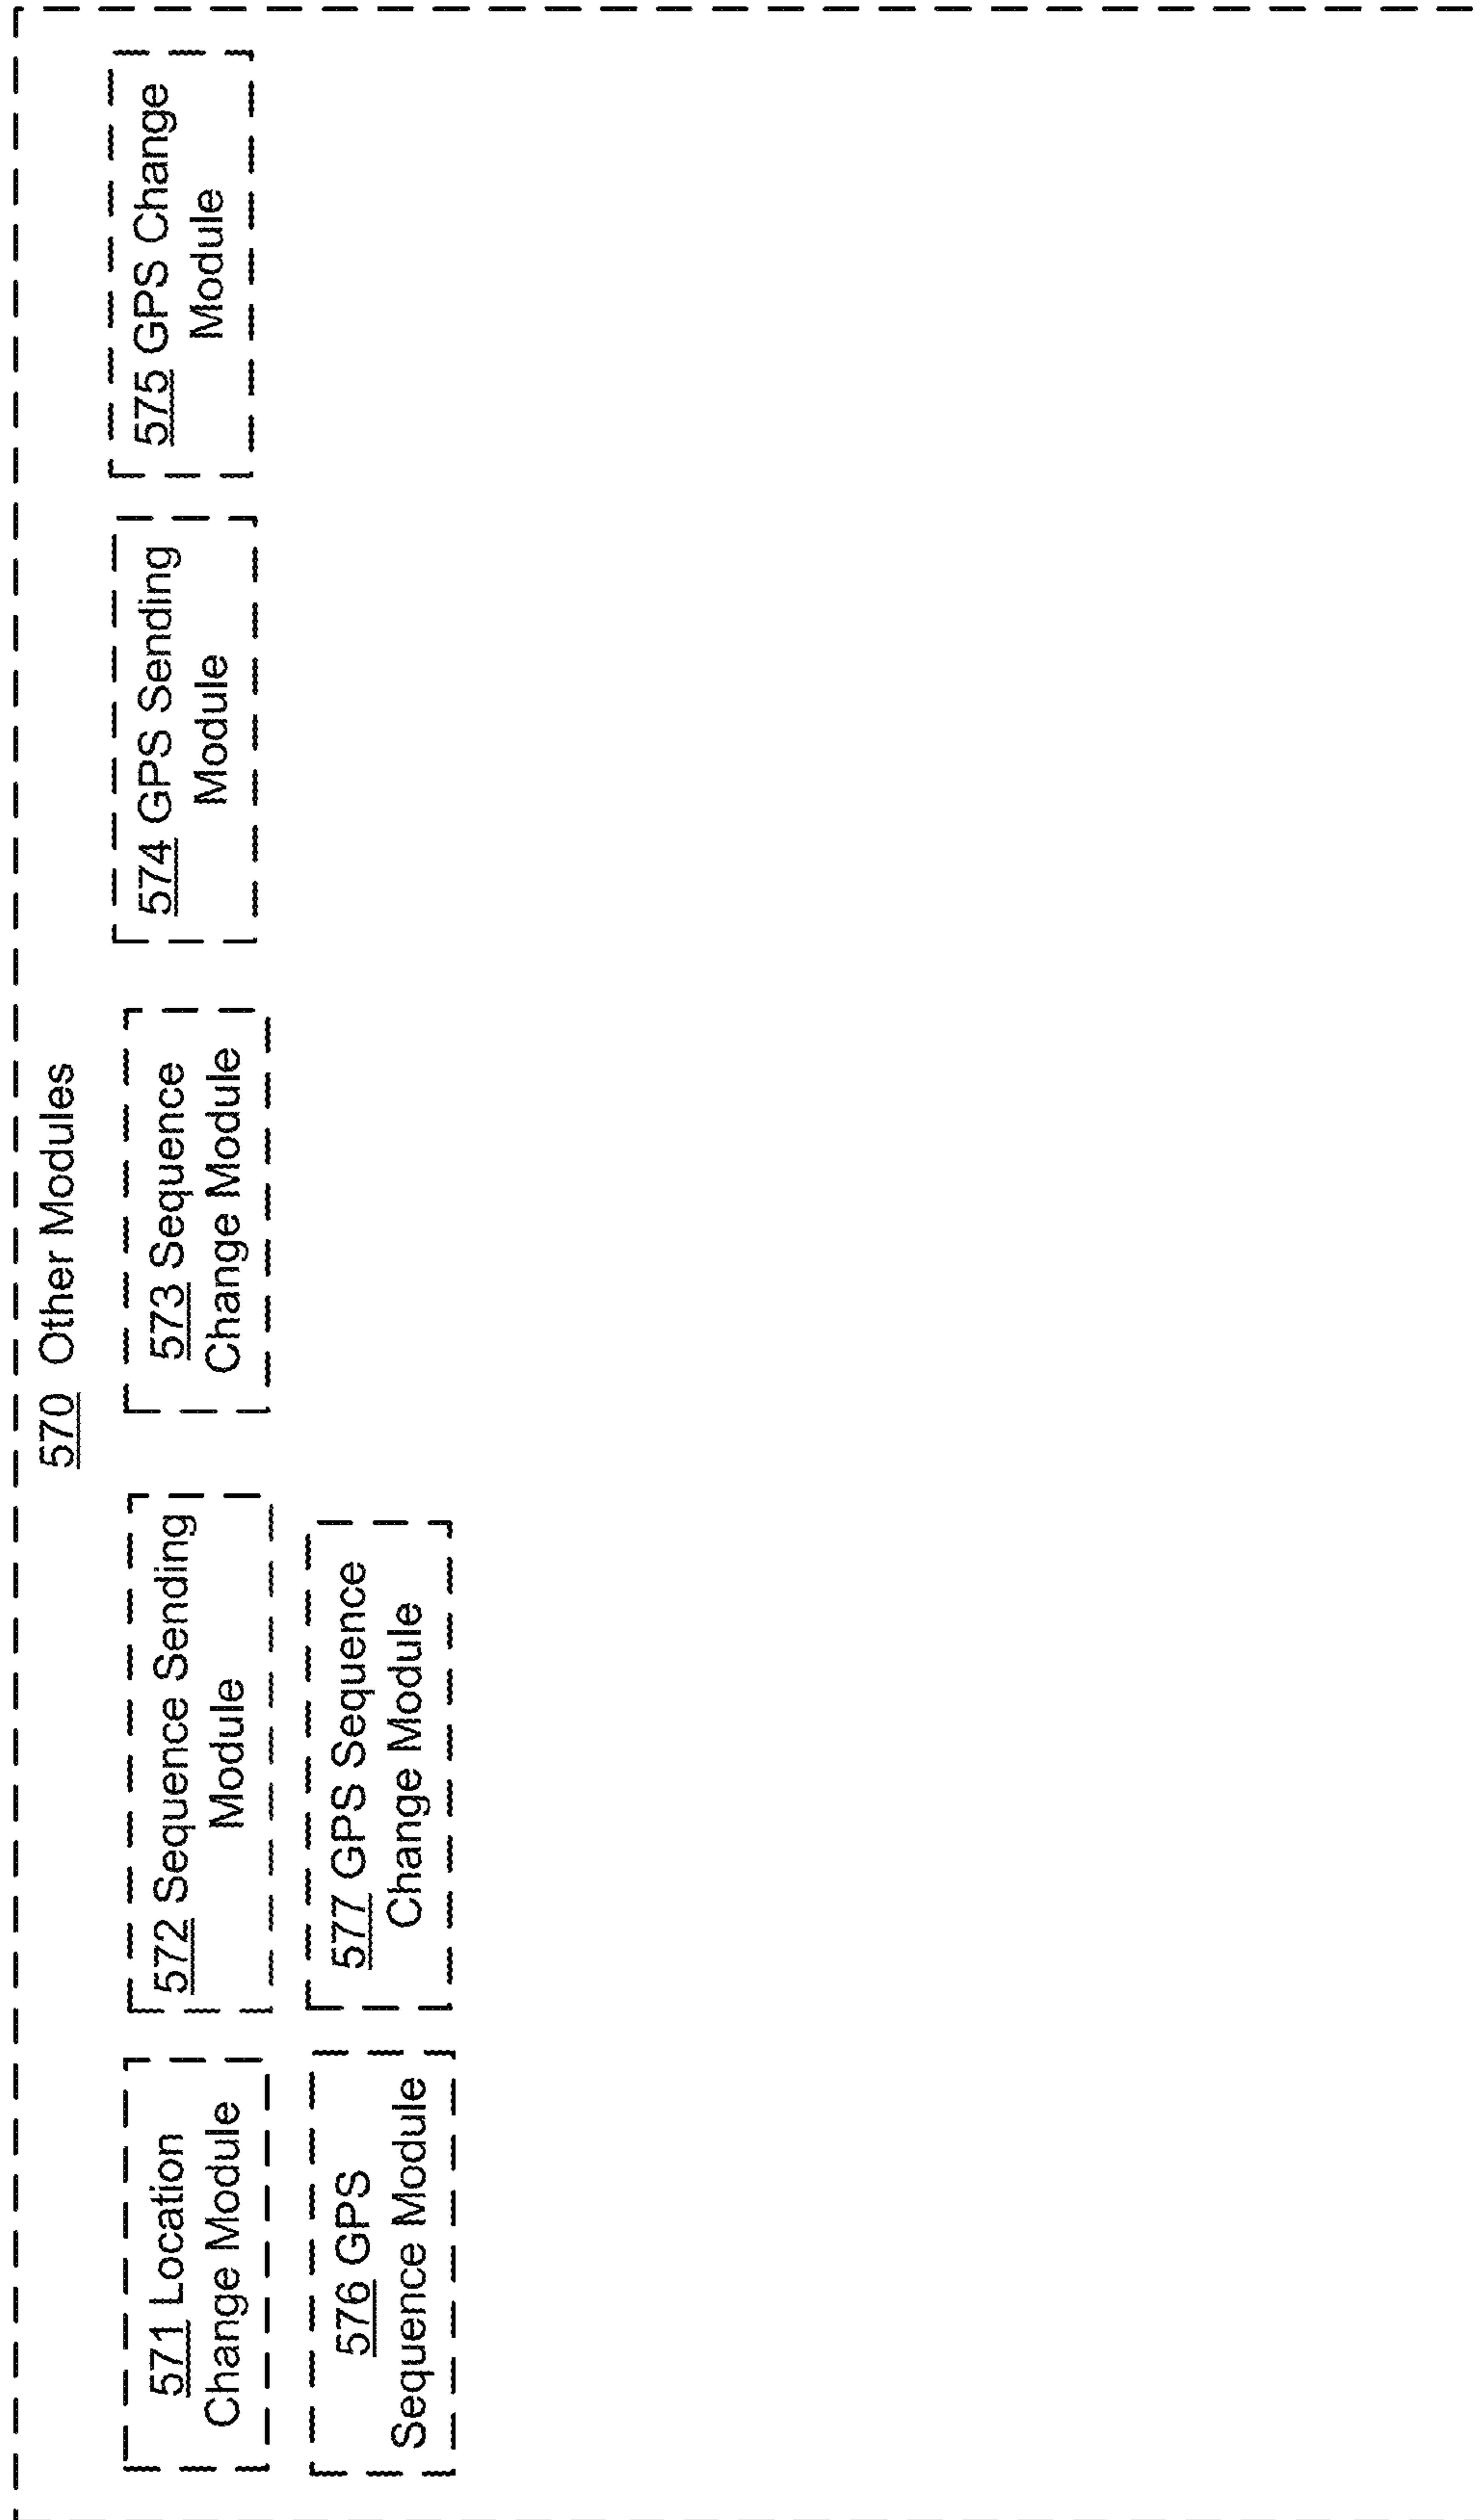 570 Other Modules
571 Location
Change Module
572 Sequence Sending
Module
573 Sequence
Change Module
574 GPS Sending
Module
575 GPS Change
Module
576 GPS
Sequence Module
577 GPS Sequence
Change Module